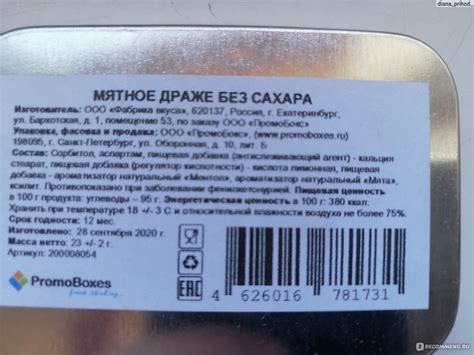 diana_prihod_
МЯТНОЕ ДРАЖЕ БЕЗ САХАРА
Изготовитель: ООО «Фабрика вкуса», 620137, Россия, г. Екатеринбург,
ул. Бархотская, д. 1, помещение 53, по заказу ООО «ПромоБокс»
Упаковка, фасовка и продажа: ООО «ПромоБокс», (www.promoboxes.ru)
198095, г. Санкт-Петербург, ул. Оборонная, д. 10, лит. Б
Состав: Сорбитол, аспартам, пищевая добавка (антислеживающий агент) - кальция
стеарат, пищевая добавка (регулятор кислотности) - кислота лимонная, пищевая
добавка - ароматизатор натуральный «Ментол», ароматизатор натуральный «Мята»,
ксилит. Противопоказано при заболевании фенилкетонурией. Пищевая ценность
в 100 г продукта: углеводы – 95 г. Энергетическая ценность в 100 г: 380 ккал.
Хранить при температуре 18 +/- 3 С и относительной влажности воздуха не более 75%.
Срок годности: 12 мес.
Изготовлено: 28 сентября 2020 г.
Масса нетто: 23 +/- 2 г.
Артикул: 200008054
PromoBoxes
fresh thinking
EAC
4 626016 781731
RECOMMEND.RU